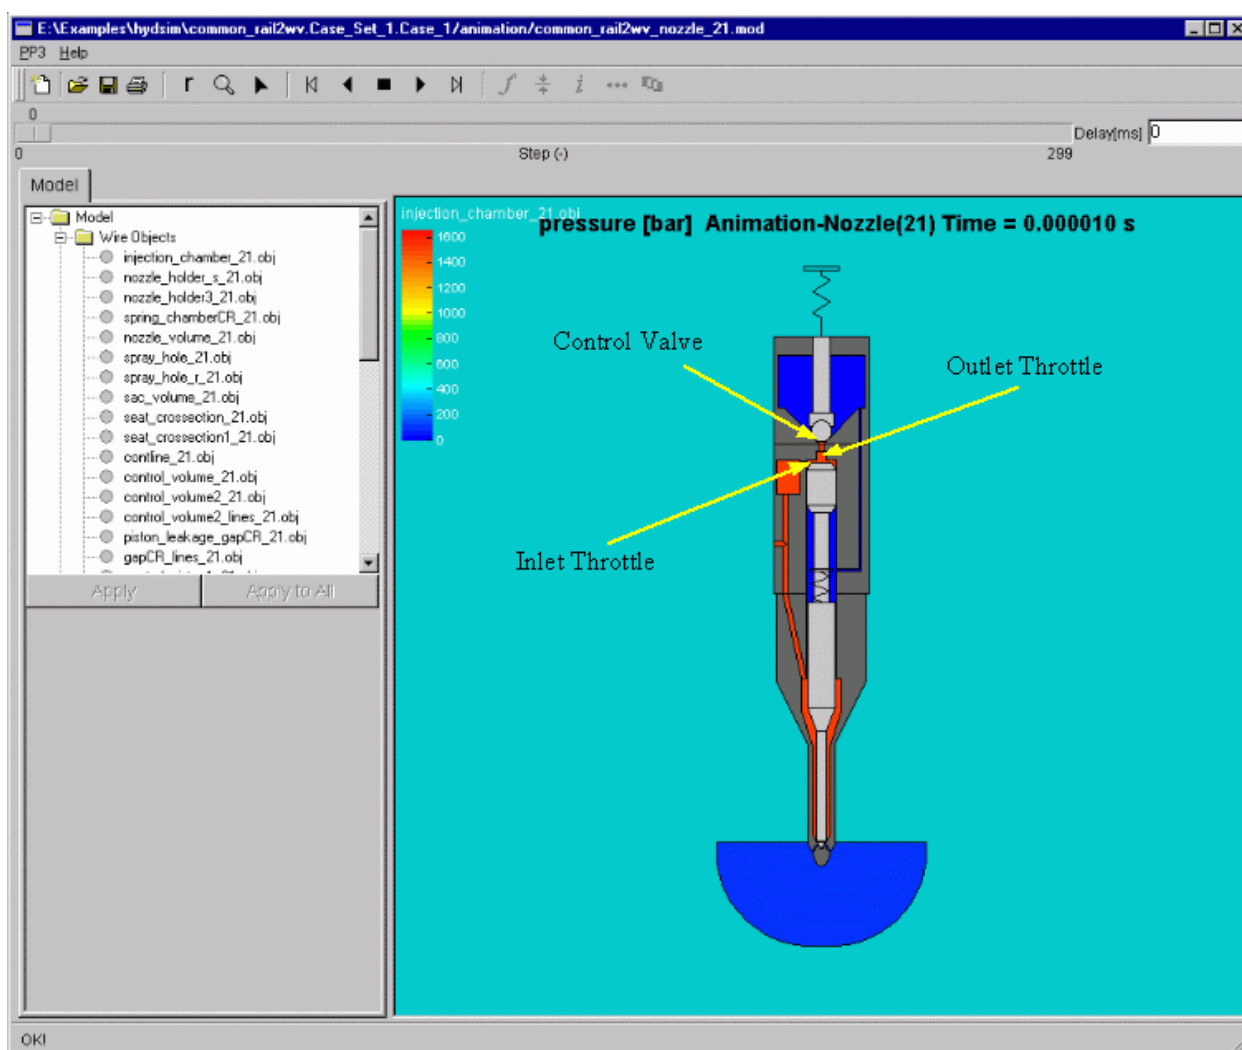 E:\Examples\hydsim\common_rail2wv.Case_Set_1.Case_1/animation/common_rail2wv_nozzle_21.mod
PP3 Help
0
Delay[ms] 0
0 Step (-) 299
Model
Model
Wire Objects
injection_chamber_21.obj
nozzle_holder_s_21.obj
nozzle_holder3_21.obj
spring_chamberCR_21.obj
nozzle_volume_21.obj
spray_hole_21.obj
spray_hole_r_21.obj
sac_volume_21.obj
seat_crossection_21.obj
seat_crossection1_21.obj
contline_21.obj
control_volume_21.obj
control_volume2_21.obj
control_volume2_lines_21.obj
piston_leakage_gapCR_21.obj
gapCR_lines_21.obj
Apply Apply to All
injection_chamber_21.obj
pressure [bar] Animation-Nozzle(21) Time = 0.000010 s
1600
1400
1200
1000
800
600
400
200
0
Control Valve
Outlet Throttle
Inlet Throttle
OK!